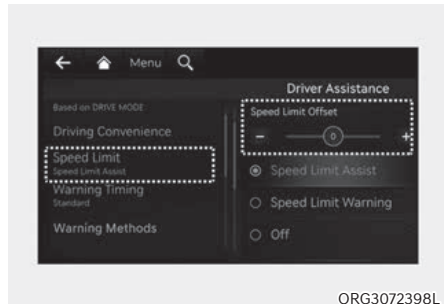 Menu
Driver Assistance
Based on DRIVE MODE
Driving Convenience
Speed Limit
Speed Limit Assist
Warning Timing
Standard
Warning Methods
Speed Limit Offset
- 0 +
Speed Limit Assist
Speed Limit Warning
Off
ORG3072398L